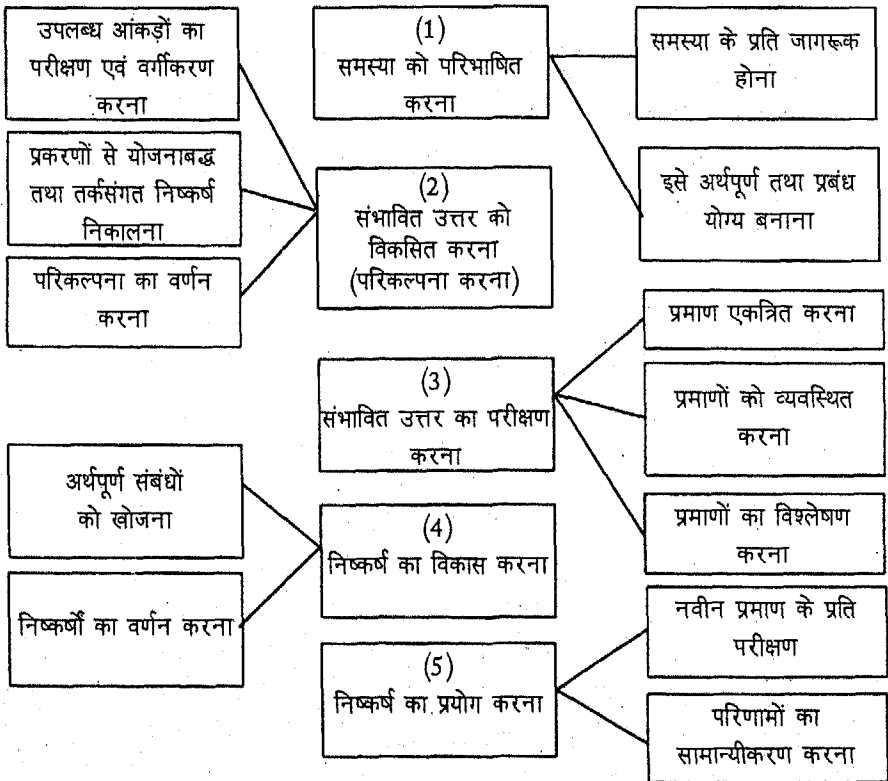 उपलब्ध आंकड़ों का
परीक्षण एवं वर्गीकरण
करना
(1)
समस्या को परिभाषित
करना
समस्या के प्रति जागरूक
होना
प्रकरणों से योजनाबद्ध
तथा तर्कसंगत निष्कर्ष
निकालना
(2)
संभावित उत्तर को
विकसित करना
(परिकल्पना करना)
इसे अर्थपूर्ण तथा प्रबंध
योग्य बनाना
परिकल्पना का वर्णन
करना
प्रमाण एकत्रित करना
(3)
संभावित उत्तर का परीक्षण
करना
प्रमाणों को व्यवस्थित
करना
अर्थपूर्ण संबंधों
को खोजना
(4)
निष्कर्ष का विकास करना
प्रमाणों का विश्लेषण
करना
निष्कर्षों का वर्णन करना
(5)
निष्कर्ष का प्रयोग करना
नवीन प्रमाण के प्रति
परीक्षण
परिणामों का
सामान्यीकरण करना